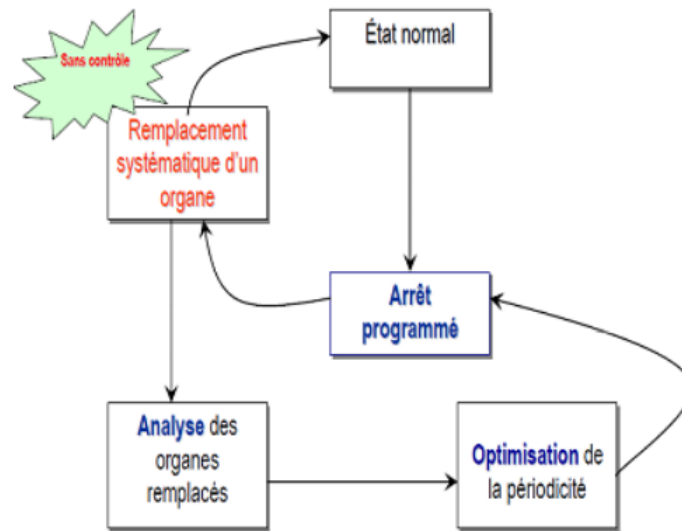 Sans contrôle
État normal
Remplacement
systématique d'un
organe
Arrêt
programmé
Analyse des
organes
remplacés
Optimisation de
la périodicité